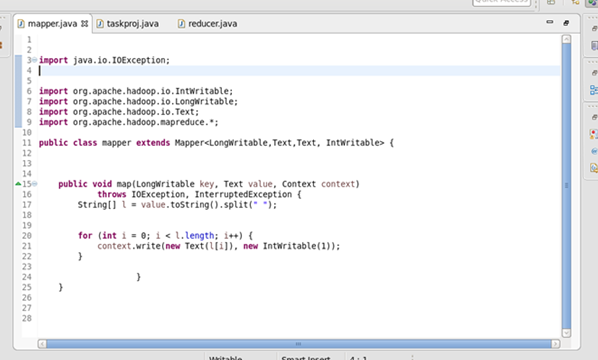 Quick Access
mapper.java taskproj.java reducer.java
1
2
3 import java.io.IOException;
4
5
6 import org.apache.hadoop.io.IntWritable;
7 import org.apache.hadoop.io.LongWritable;
8 import org.apache.hadoop.io.Text;
9 import org.apache.hadoop.mapreduce.*;
10
11 public class mapper extends Mapper<LongWritable,Text,Text, IntWritable> {
12
13
14
15 public void map(LongWritable key, Text value, Context context)
16 throws IOException, InterruptedException {
17 String[] l = value.toString().split(" ");
18
19
20 for (int i = 0; i < l.length; i++) {
21 context.write(new Text(l[i]), new IntWritable(1));
22 }
23
24 }
25 }
26
27
28
Writable Smart Insert 4 : 1